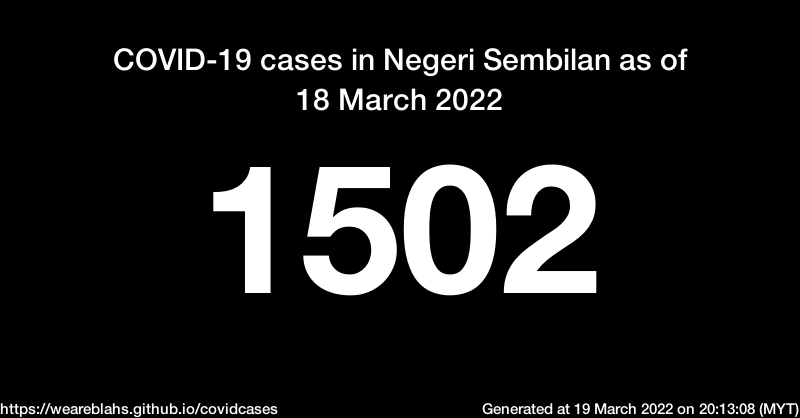 COVID-19 cases in Negeri Sembilan as of
18 March 2022
1502
https://weareblahs.github.io/covidcases
Generated at 19 March 2022 on 20:13:08 (MYT)